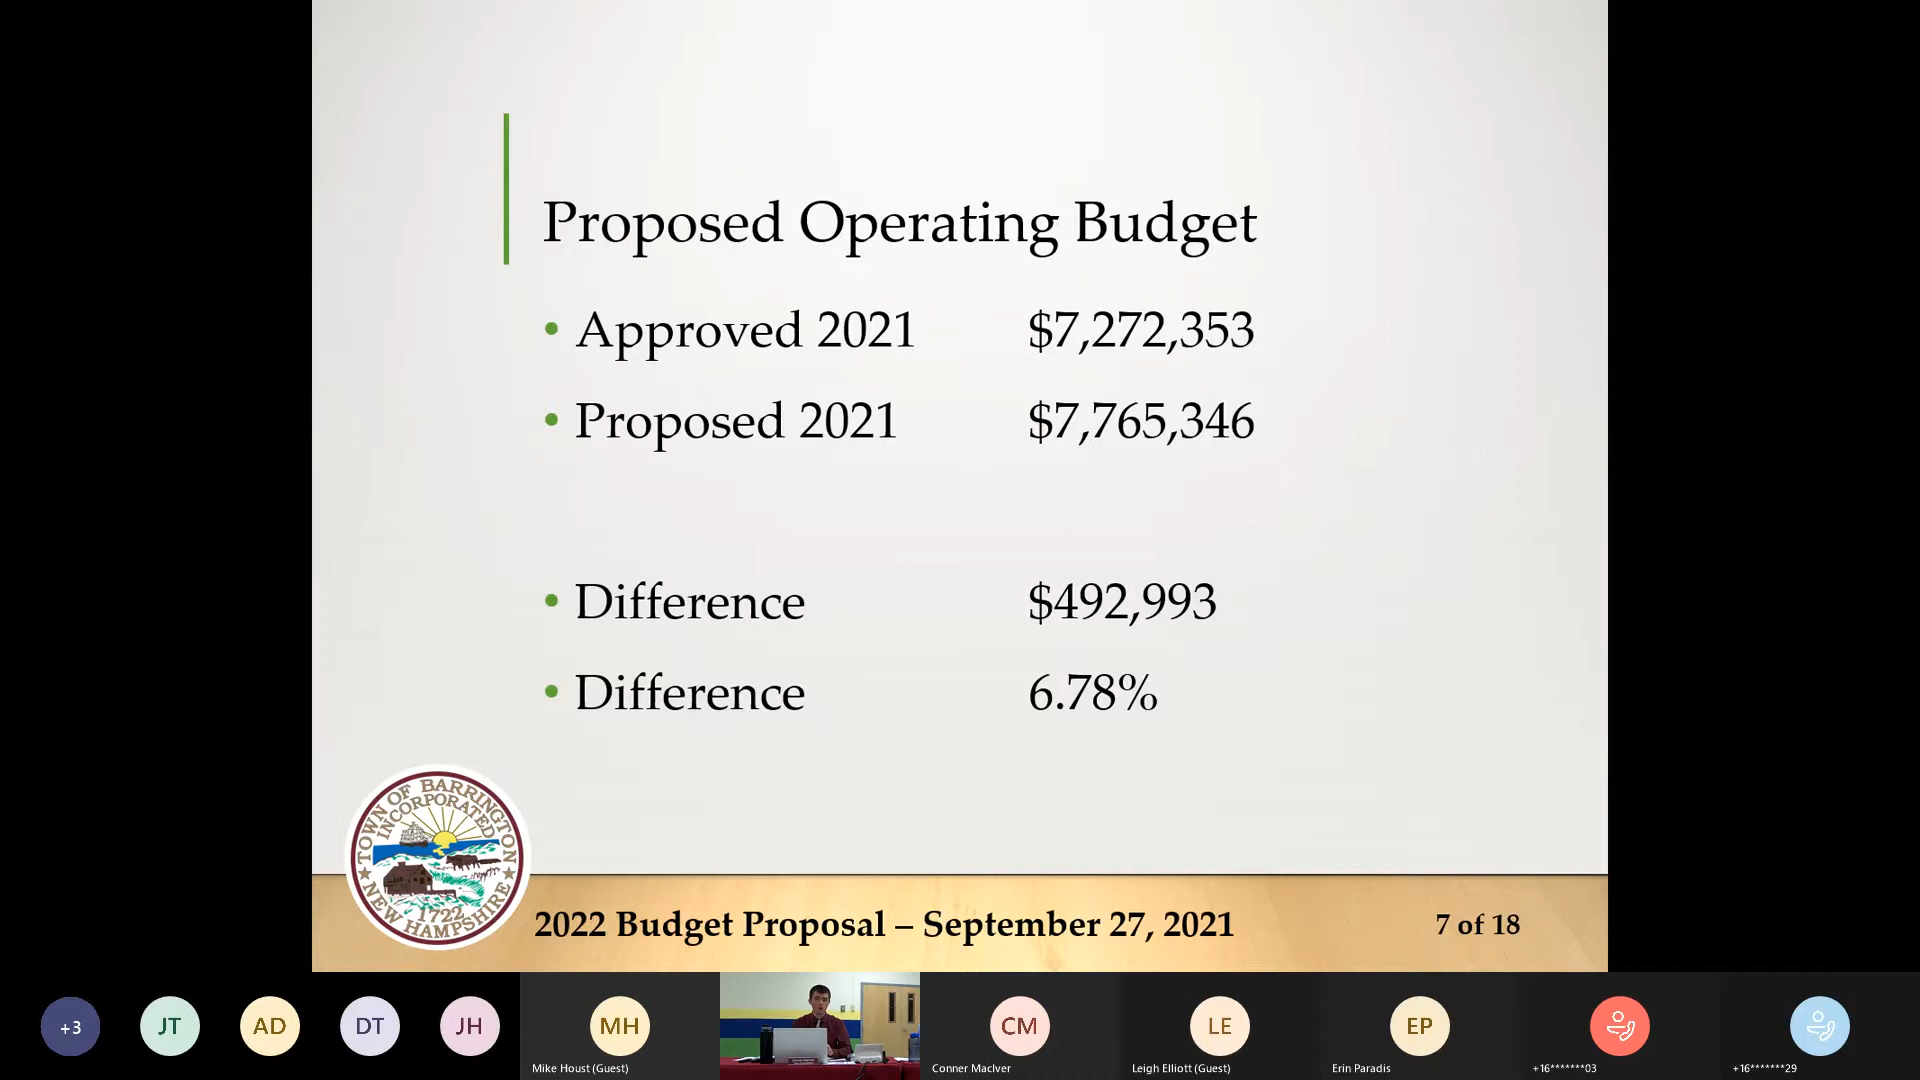 Proposed Operating Budget
• Approved 2021 $7,272,353
• Proposed 2021 $7,765,346
• Difference $492,993
• Difference 6.78%
TOWN OF BARRINGTON
INCORPORATED
1722
NEW HAMPSHIRE
2022 Budget Proposal – September 27, 2021
7 of 18
+3
JT
AD
DT
JH
MH
CM
LE
EP
Mike Houst (Guest)
Conner MacIver
Leigh Elliott (Guest)
Erin Paradis
+16*******03
+16*******29